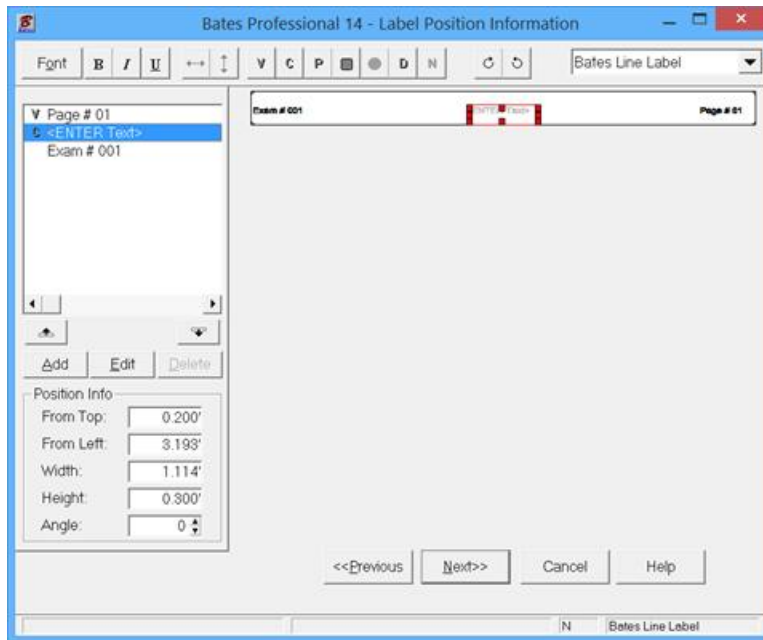 Bates Professional 14 - Label Position Information
Font B I U V C P D N Bates Line Label
V Page # 01
C <ENTER Text>
Exam # 001
Exam # 001 <ENTER Text> Page # 01
Add Edit Delete
Position Info
From Top: 0.200'
From Left: 3.193'
Width: 1.114'
Height: 0.300'
Angle: 0
<<Previous Next>> Cancel Help
N Bates Line Label